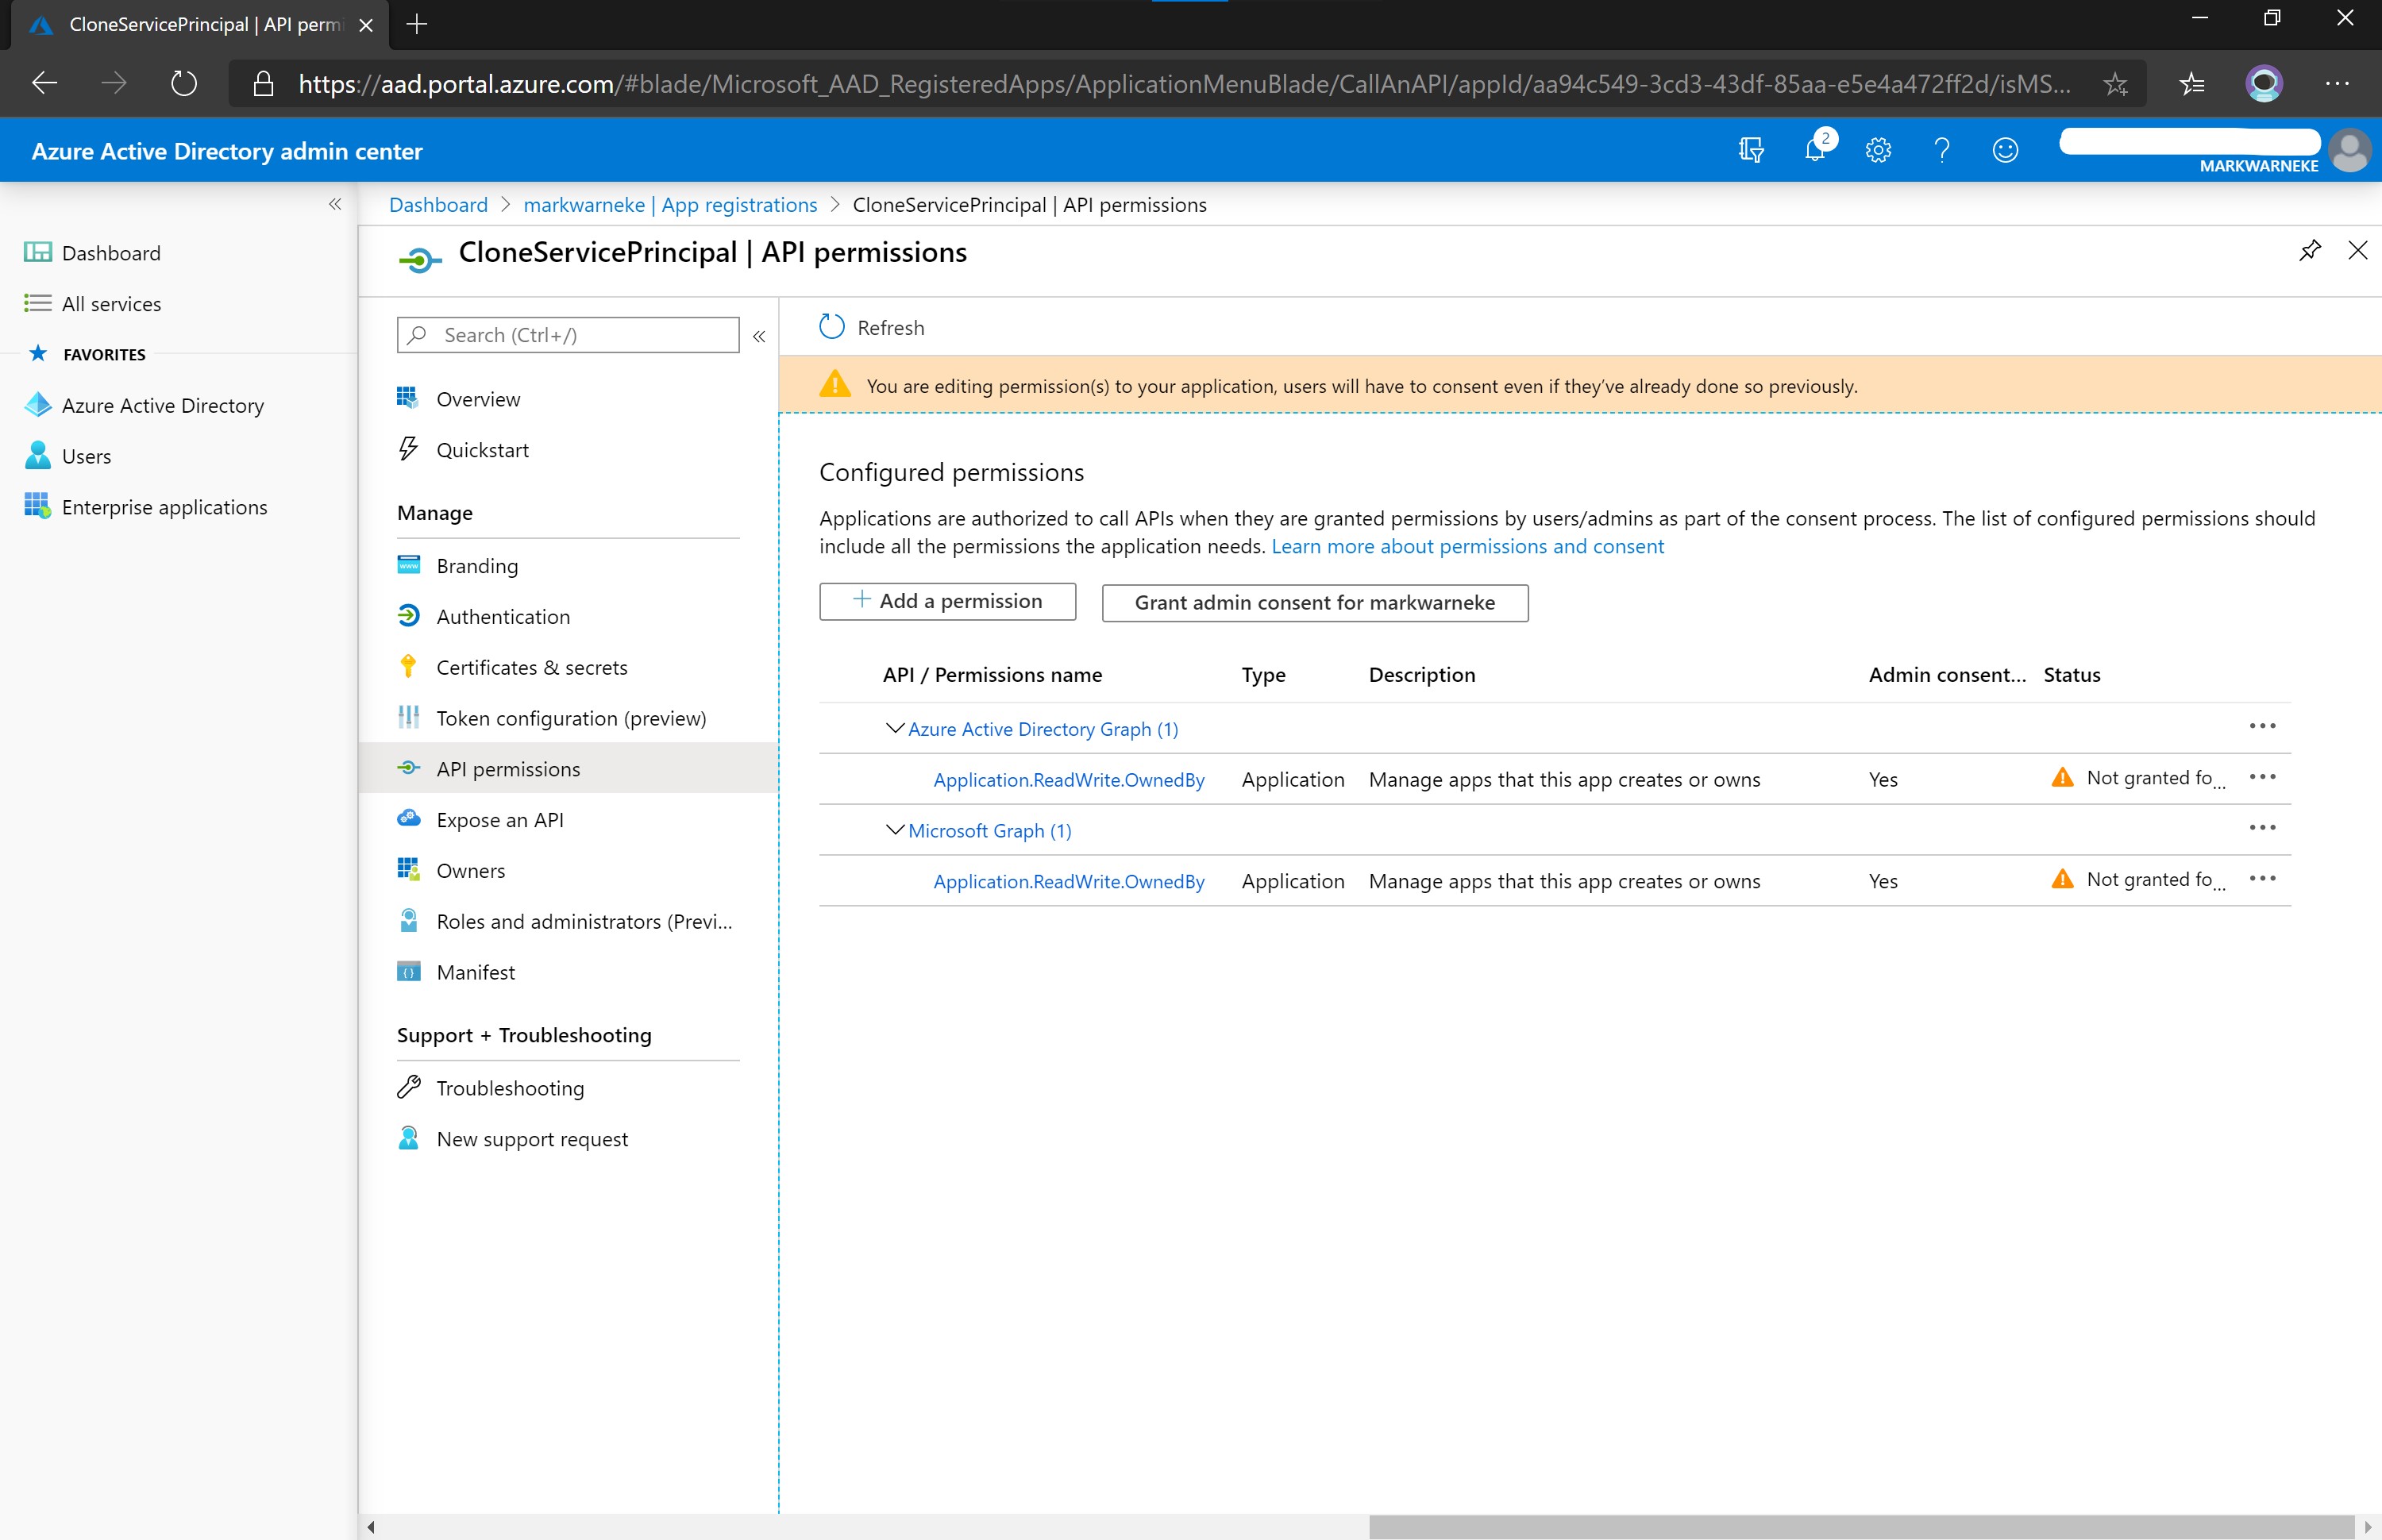 CloneServicePrincipal | API permi
https://aad.portal.azure.com/#blade/Microsoft_AAD_RegisteredApps/ApplicationMenuBlade/CallAnAPI/appId/aa94c549-3cd3-43df-85aa-e5e4a472ff2d/isMS...
Azure Active Directory admin center
2
MARKWARNEKE
Dashboard > markwarneke | App registrations > CloneServicePrincipal | API permissions
Dashboard
All services
FAVORITES
Azure Active Directory
Users
Enterprise applications
CloneServicePrincipal | API permissions
Search (Ctrl+/)
Overview
Quickstart
Manage
Branding
Authentication
Certificates & secrets
Token configuration (preview)
API permissions
Expose an API
Owners
Roles and administrators (Previ...
Manifest
Support + Troubleshooting
Troubleshooting
New support request
Refresh
You are editing permission(s) to your application, users will have to consent even if they've already done so previously.
Configured permissions
Applications are authorized to call APIs when they are granted permissions by users/admins as part of the consent process. The list of configured permissions should
include all the permissions the application needs. Learn more about permissions and consent
+ Add a permission
Grant admin consent for markwarneke
API / Permissions name Type Description Admin consent... Status
Azure Active Directory Graph (1) ...
Application.ReadWrite.OwnedBy Application Manage apps that this app creates or owns Yes Not granted fo... ...
Microsoft Graph (1) ...
Application.ReadWrite.OwnedBy Application Manage apps that this app creates or owns Yes Not granted fo... ...